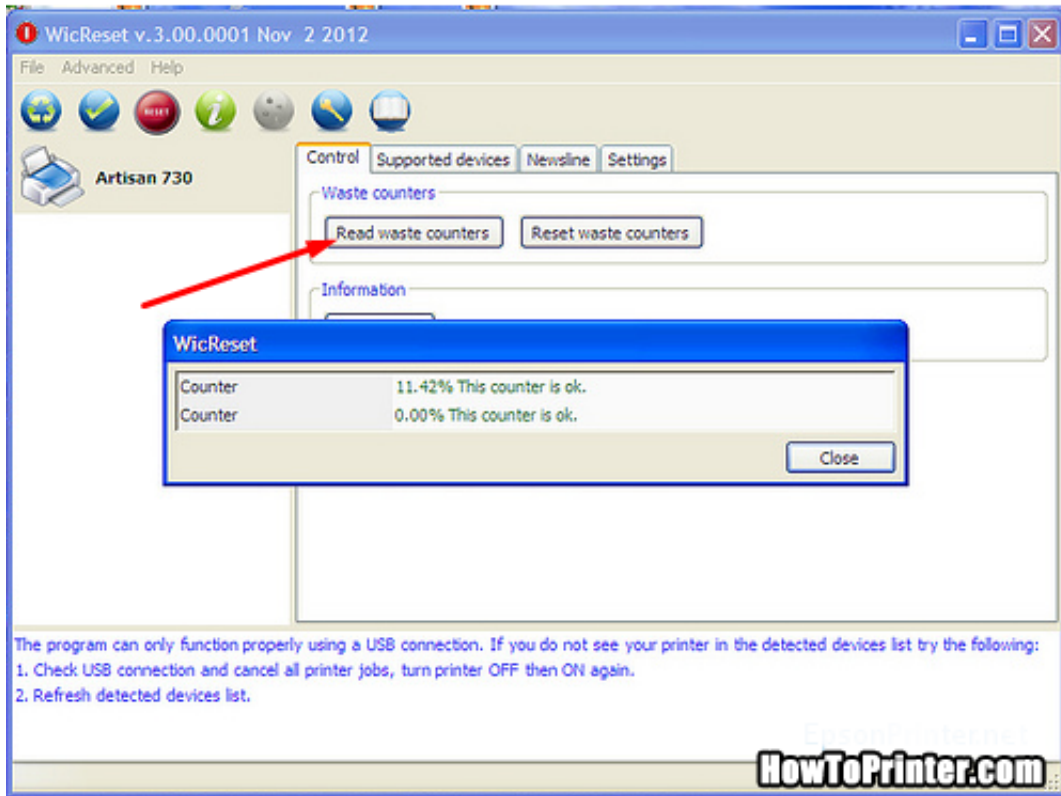 WicReset v.3.00.0001 Nov 2 2012
File Advanced Help
RESET
Artisan 730
Control Supported devices Newsline Settings
Waste counters
Read waste counters Reset waste counters
Information
WicReset
Counter 11.42% This counter is ok.
Counter 0.00% This counter is ok.
Close
The program can only function properly using a USB connection. If you do not see your printer in the detected devices list try the following:
1. Check USB connection and cancel all printer jobs, turn printer OFF then ON again.
2. Refresh detected devices list.
EpsonPrinter.net
HowToPrinter.com